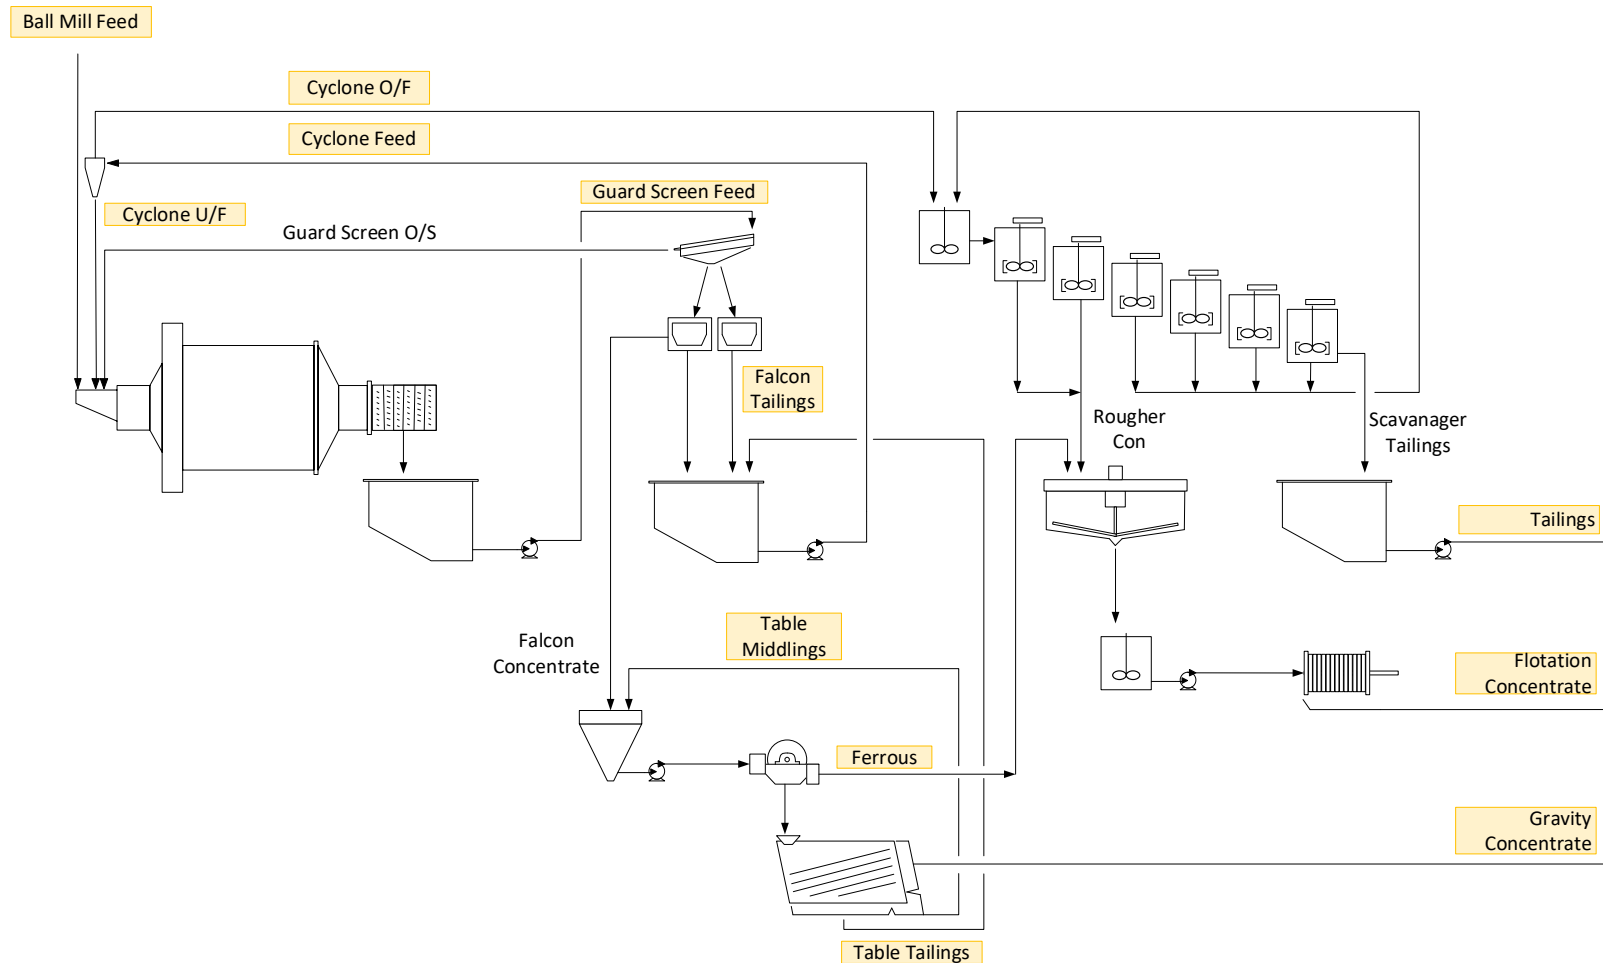 Ball Mill Feed
Cyclone O/F
Cyclone Feed
Guard Screen Feed
Cyclone U/F
Guard Screen O/S
Falcon
Tailings
Rougher
Con
Scavanager
Tailings
Tailings
Table
Middlings
Falcon
Concentrate
Flotation
Concentrate
Ferrous
Gravity
Concentrate
Table Tailings